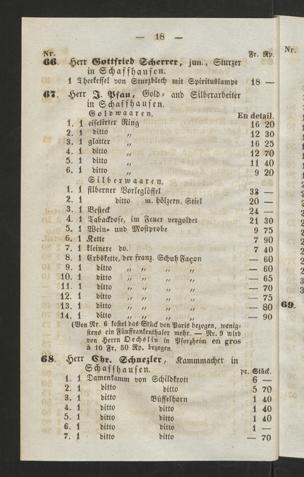 — 18 —
Nr. Fr. Rp.
66. Herr Gottfried Scherrer, jun., Sturzer
in Schaffhausen.
1 Theekessel von Sturzblech mit Spirituslampe 18 —
67. Herr J. Pfau, Gold- und Silberarbeiter
in Schaffhausen.
Goldwaaren. En detail.
1. 1 ciselirter Ring 16 20
2. 1 ditto „ 12 30
3. 1 glatter „ 16 25
4. 1 ditto „ 12 70
5. 1 ditto „ 11 40
6. 1 ditto „ 9 20
Silberwaaren.
1. 1 silberner Vorleglöffel 33 —
2. 1 ditto m. hölzern. Stiel 20 —
3. 1 Besteck 24 —
4. 1 Tabackdose, im Feuer vergoldet 21 30
5. 1 Wein- und Mostprobe 9 75
6. 1 Kette 7 90
7. 1 kleinere do. 7 40
8. 1 Erbskette, der franz. Schuh Façon — 60
9. 1 ditto „ „ „ „ — 60
10. 1 ditto „ „ „ „ — 65
11. 1 ditto „ „ „ „ — 70
12. 1 ditto „ „ „ „ — 75
13. 1 ditto „ „ „ „ — 80
14. 1 ditto „ „ „ „ — 90
(Von Nr. 6 kostet das Stück von Paris bezogen, wenig-
stens ein Fünffrankenthaler mehr. — Nr. 9 wird
von Herrn Oechslin in Pforzheim en gros
à 10 Fr. 50 Rp. bezogen.
68. Herr Chr. Schnezler, Kammmacher in
Schaffhausen. pr. Stück.
1. 1 Damenkamm von Schildkrott 6 —
2. 1 ditto ditto 5 70
3. 1 ditto Büffelhorn 1 40
4. 1 ditto ditto 1 40
5. 1 ditto ditto 1 40
6. 1 ditto ditto 1 —
7. 1 ditto ditto — 70
Nr.
69.